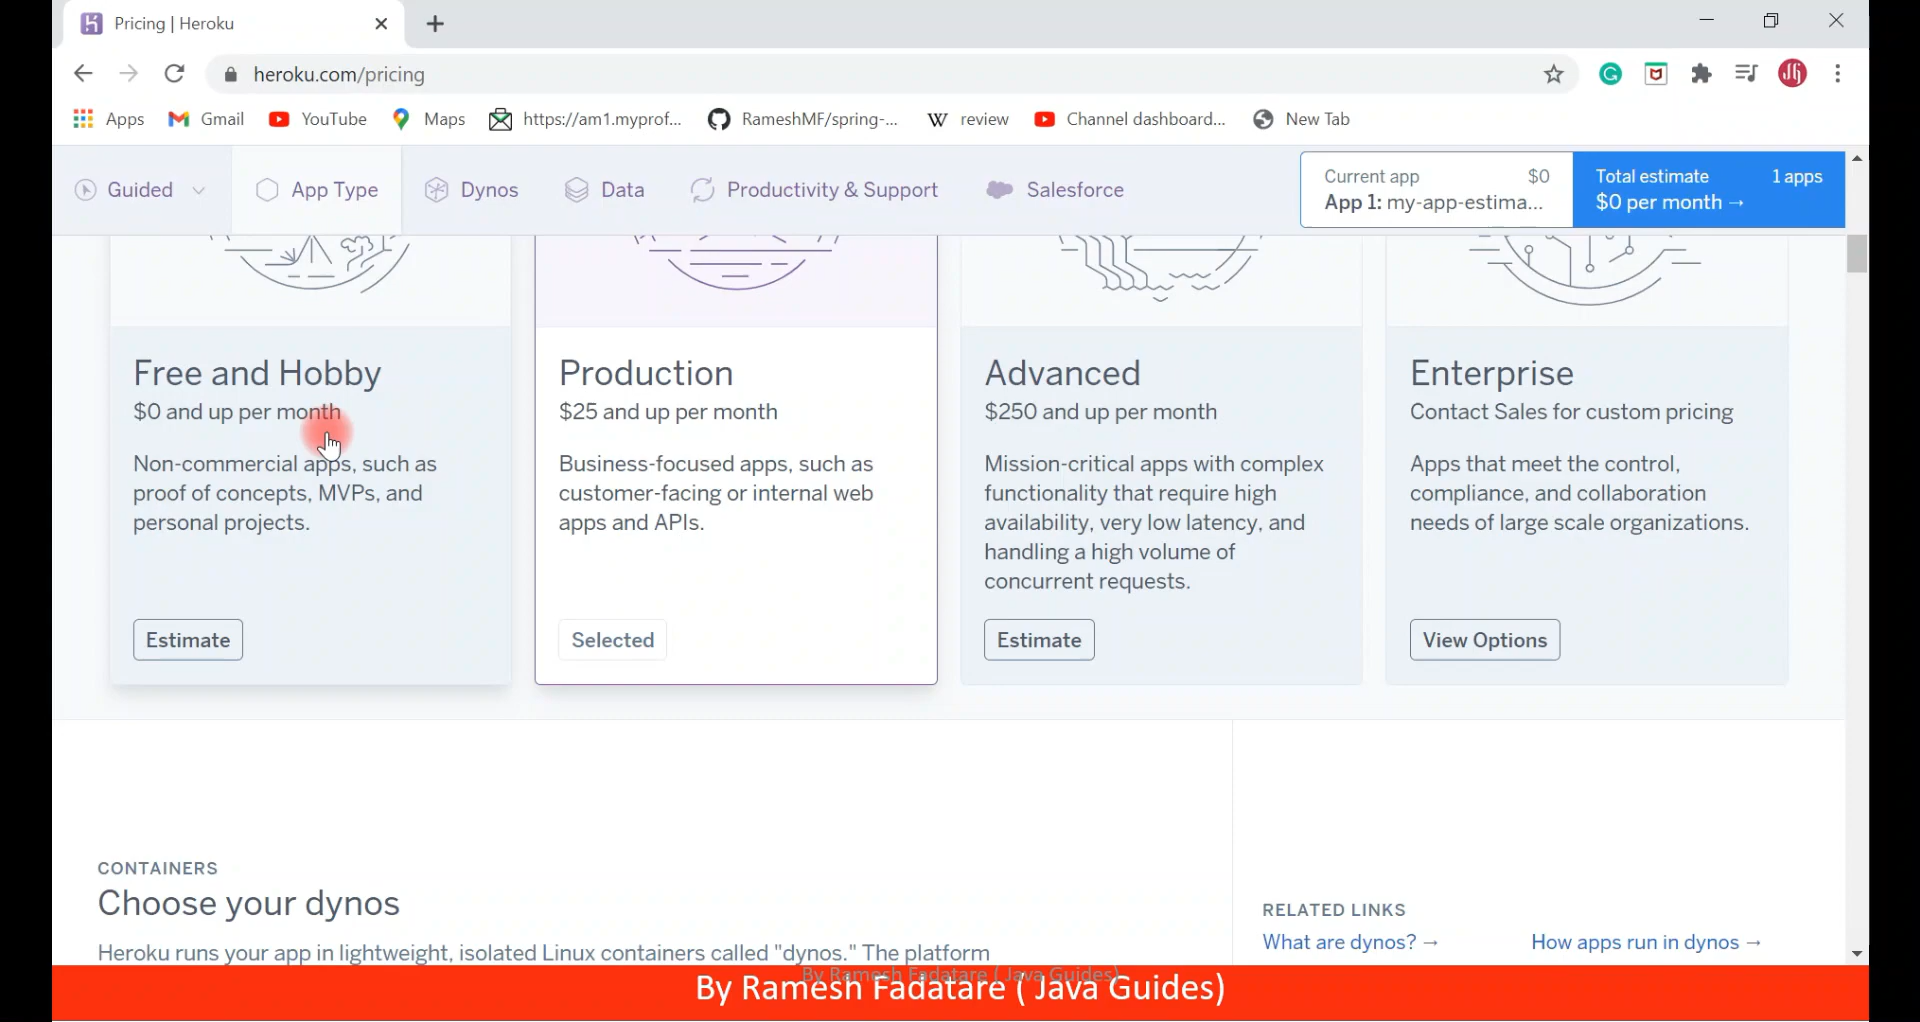 Pricing | Heroku
heroku.com/pricing
Apps Gmail YouTube Maps https://am1.myprof... RameshMF/spring-... review Channel dashboard... New Tab
Guided App Type Dynos Data Productivity & Support Salesforce
Current app $0
App 1: my-app-estima...
Total estimate 1 apps
$0 per month →
Free and Hobby
$0 and up per month
Non-commercial apps, such as
proof of concepts, MVPs, and
personal projects.
Estimate
Production
$25 and up per month
Business-focused apps, such as
customer-facing or internal web
apps and APIs.
Selected
Advanced
$250 and up per month
Mission-critical apps with complex
functionality that require high
availability, very low latency, and
handling a high volume of
concurrent requests.
Estimate
Enterprise
Contact Sales for custom pricing
Apps that meet the control,
compliance, and collaboration
needs of large scale organizations.
View Options
CONTAINERS
Choose your dynos
Heroku runs your app in lightweight, isolated Linux containers called "dynos." The platform
RELATED LINKS
What are dynos? → How apps run in dynos →
By Ramesh Fadatare ( Java Guides)
By Ramesh Fadatare ( Java Guides)